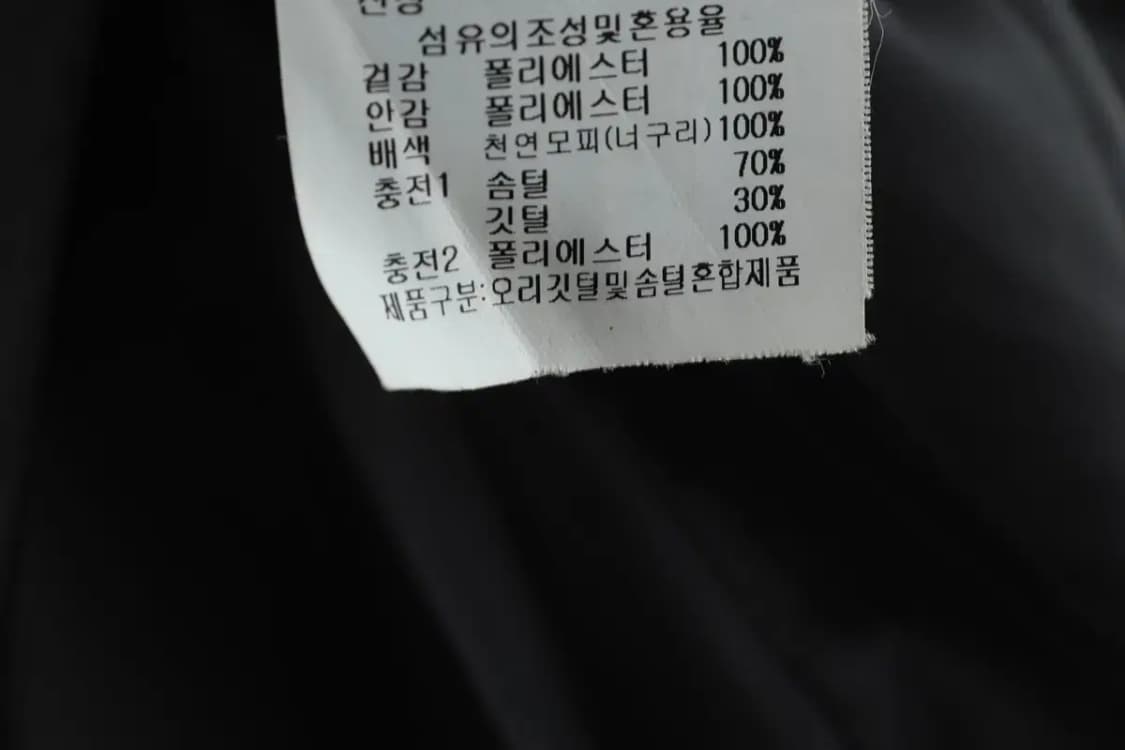 신장
섬유의조성및혼용율
겉감 폴리에스터 100%
안감 폴리에스터 100%
배색 천연모피(너구리) 100%
충전1 솜털 70%
깃털 30%
충전2 폴리에스터 100%
제품구분:오리깃털및솜털혼합제품